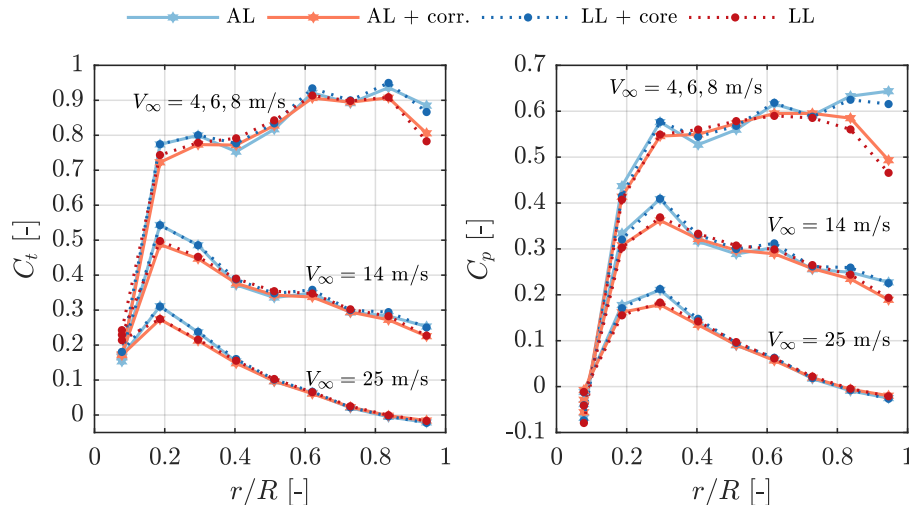 AL AL + corr. LL + core LL
1
0.9
0.8
0.7
0.6
0.5
0.4
0.3
0.2
0.1
0
C_t [-]
V_∞ = 4, 6, 8 m/s
V_∞ = 14 m/s
V_∞ = 25 m/s
0 0.2 0.4 0.6 0.8 1
r/R [-]
0.7
0.6
0.5
0.4
0.3
0.2
0.1
0
-0.1
C_p [-]
V_∞ = 4, 6, 8 m/s
V_∞ = 14 m/s
V_∞ = 25 m/s
0 0.2 0.4 0.6 0.8 1
r/R [-]